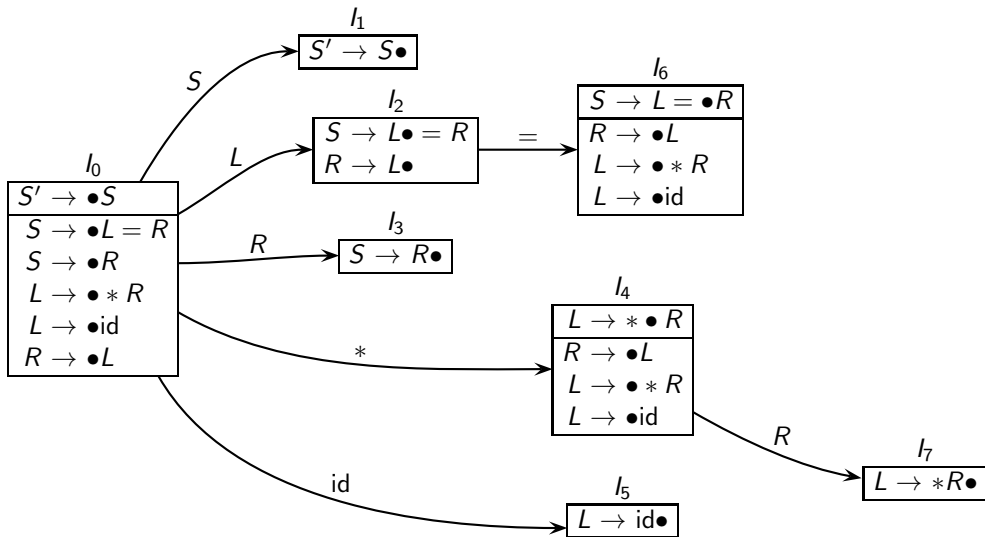 I0
S′ → •S
S → •L = R
S → •R
L → • ∗ R
L → •id
R → •L
S
I1
S′ → S•
L
I2
S → L• = R
R → L•
=
I6
S → L = •R
R → •L
L → • ∗ R
L → •id
R
I3
S → R•
∗
I4
L → ∗ • R
R → •L
L → • ∗ R
L → •id
R
I7
L → ∗R•
id
I5
L → id•